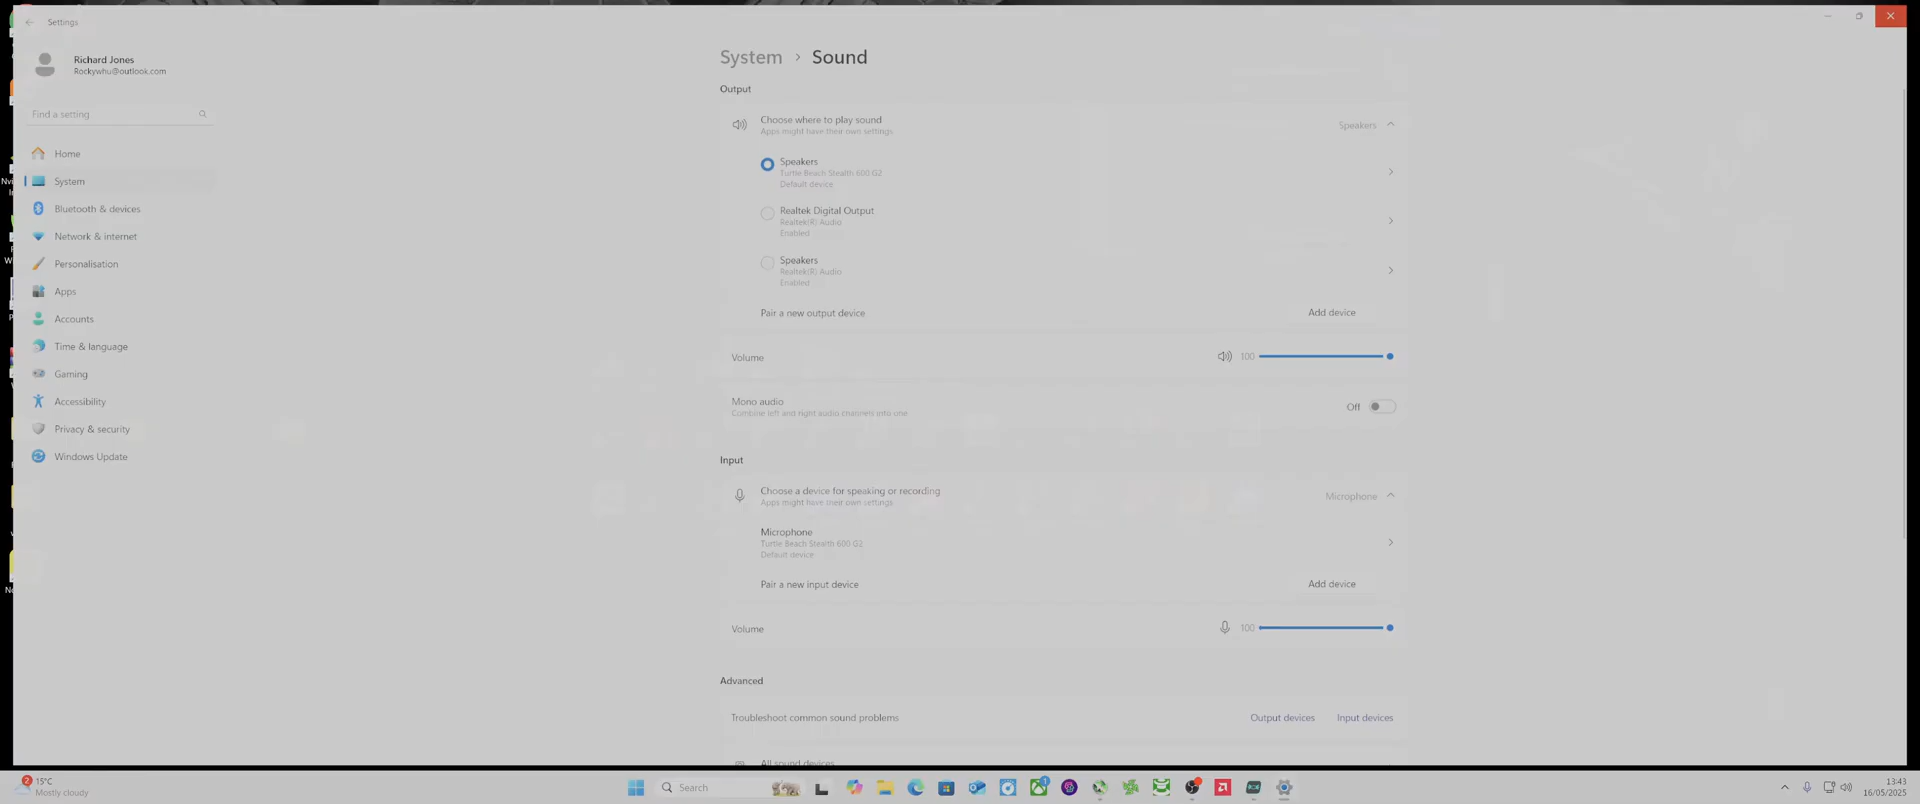 Settings
Richard Jones
Rockywhu@outlook.com
Find a setting
Home
System
Bluetooth & devices
Network & internet
Personalisation
Apps
Accounts
Time & language
Gaming
Accessibility
Privacy & security
Windows Update
System › Sound
Output
Choose where to play sound
Apps might have their own settings
Speakers
Speakers
Turtle Beach Stealth 600 G2
Default device
Realtek Digital Output
Realtek(R) Audio
Enabled
Speakers
Realtek(R) Audio
Enabled
Pair a new output device
Add device
Volume
100
Mono audio
Combine left and right audio channels into one
Off
Input
Choose a device for speaking or recording
Apps might have their own settings
Microphone
Microphone
Turtle Beach Stealth 600 G2
Default device
Pair a new input device
Add device
Volume
100
Advanced
Troubleshoot common sound problems
Output devices
Input devices
All sound devices
2
15°C
Mostly cloudy
Search
1
13:43
16/05/2025